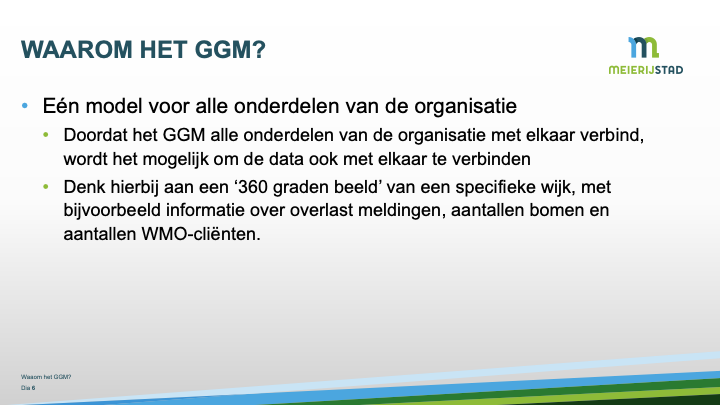 WAAROM HET GGM?
MEIERIJSTAD
• Eén model voor alle onderdelen van de organisatie
• Doordat het GGM alle onderdelen van de organisatie met elkaar verbind,
wordt het mogelijk om de data ook met elkaar te verbinden
• Denk hierbij aan een ‘360 graden beeld’ van een specifieke wijk, met
bijvoorbeeld informatie over overlast meldingen, aantallen bomen en
aantallen WMO-cliënten.
Waarom het GGM?
Dia 6